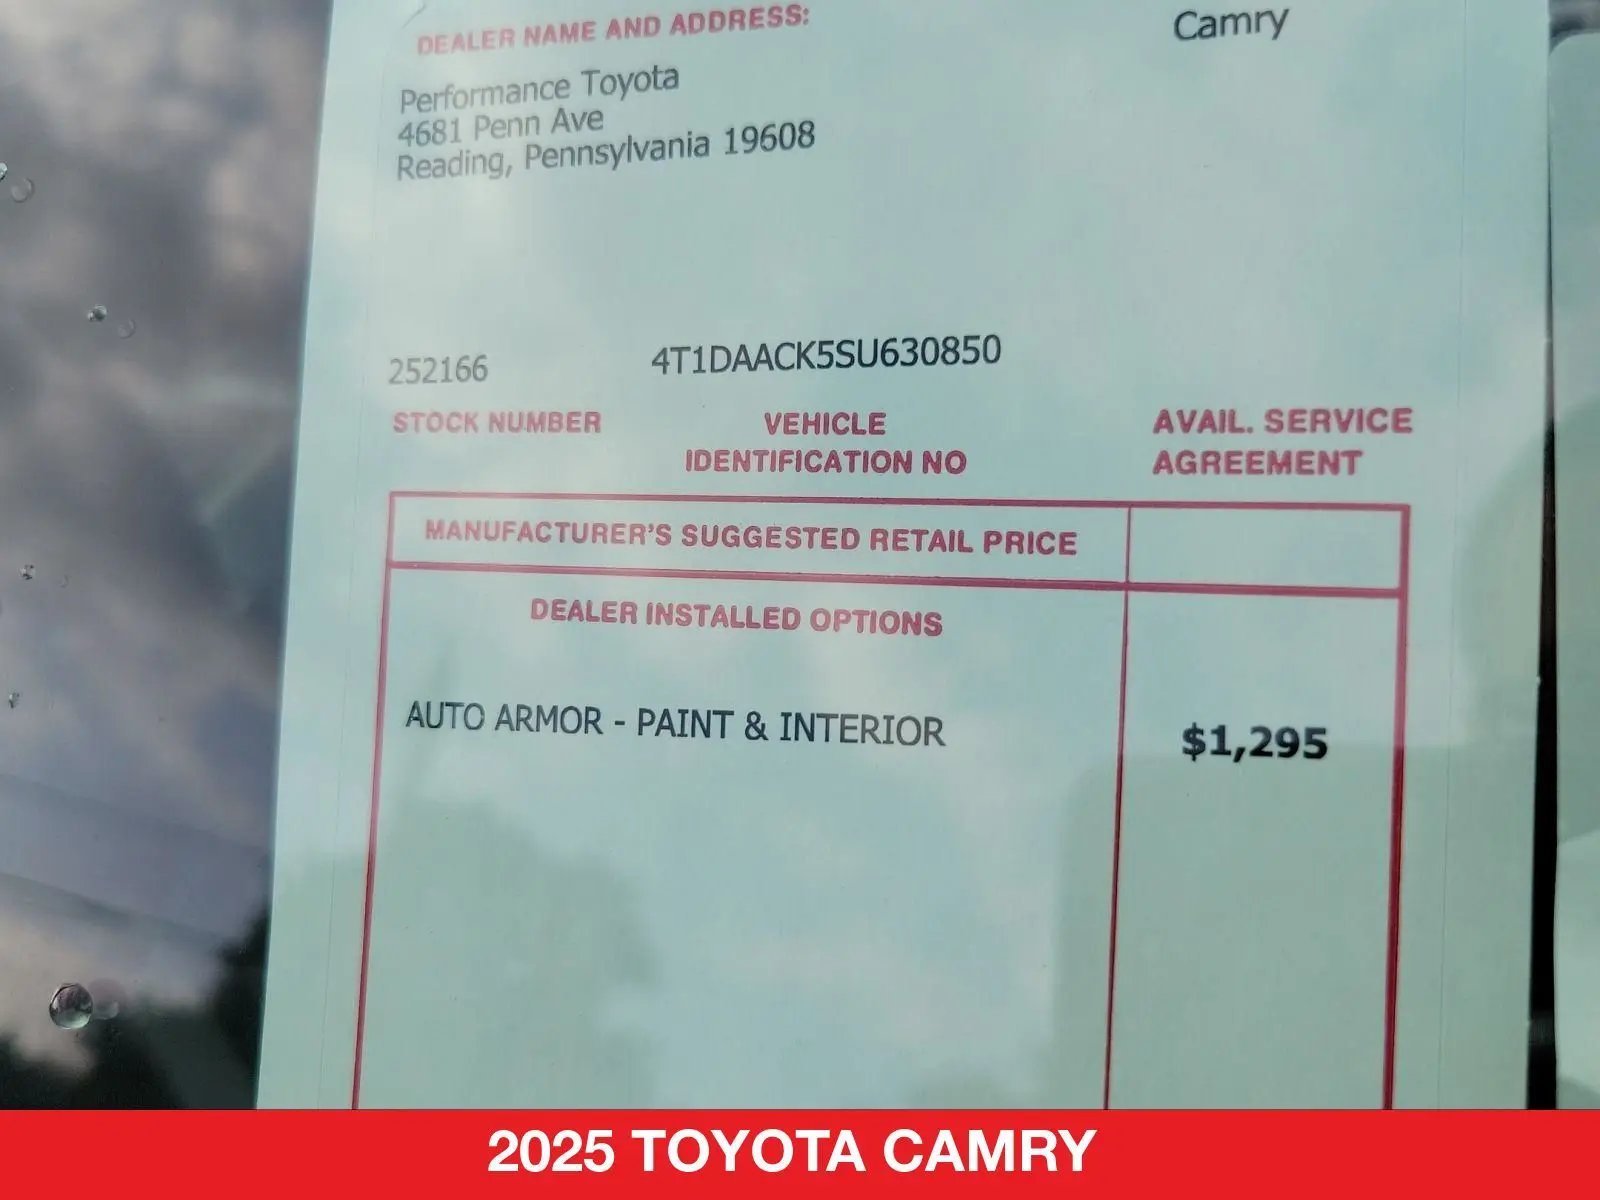 DEALER NAME AND ADDRESS:
Camry
Performance Toyota
4681 Penn Ave
Reading, Pennsylvania 19608
252166
4T1DAACK5SU630850
STOCK NUMBER
VEHICLE
IDENTIFICATION NO
AVAIL. SERVICE
AGREEMENT
MANUFACTURER'S SUGGESTED RETAIL PRICE
DEALER INSTALLED OPTIONS
AUTO ARMOR - PAINT & INTERIOR
$1,295
2025 TOYOTA CAMRY